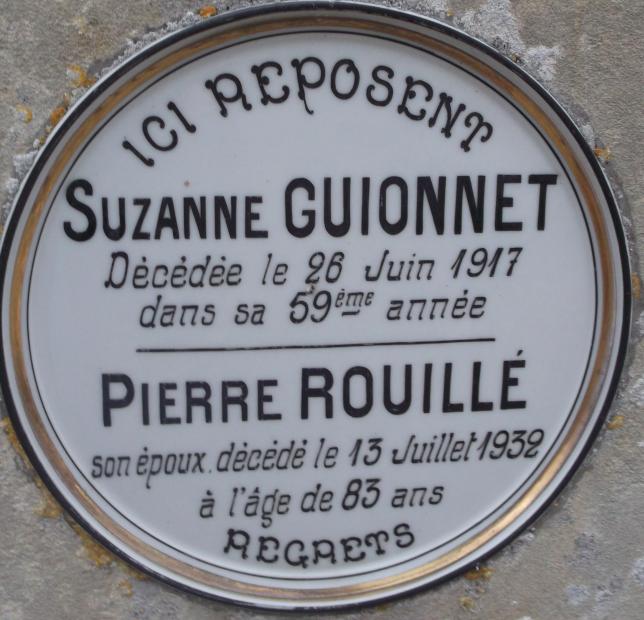 ICI REPOSENT
SUZANNE GUIONNET
Décédée le 26 Juin 1917
dans sa 59ème année
PIERRE ROUILLÉ
son époux. décédé le 13 Juillet 1932
à l'âge de 83 ans
REGRETS